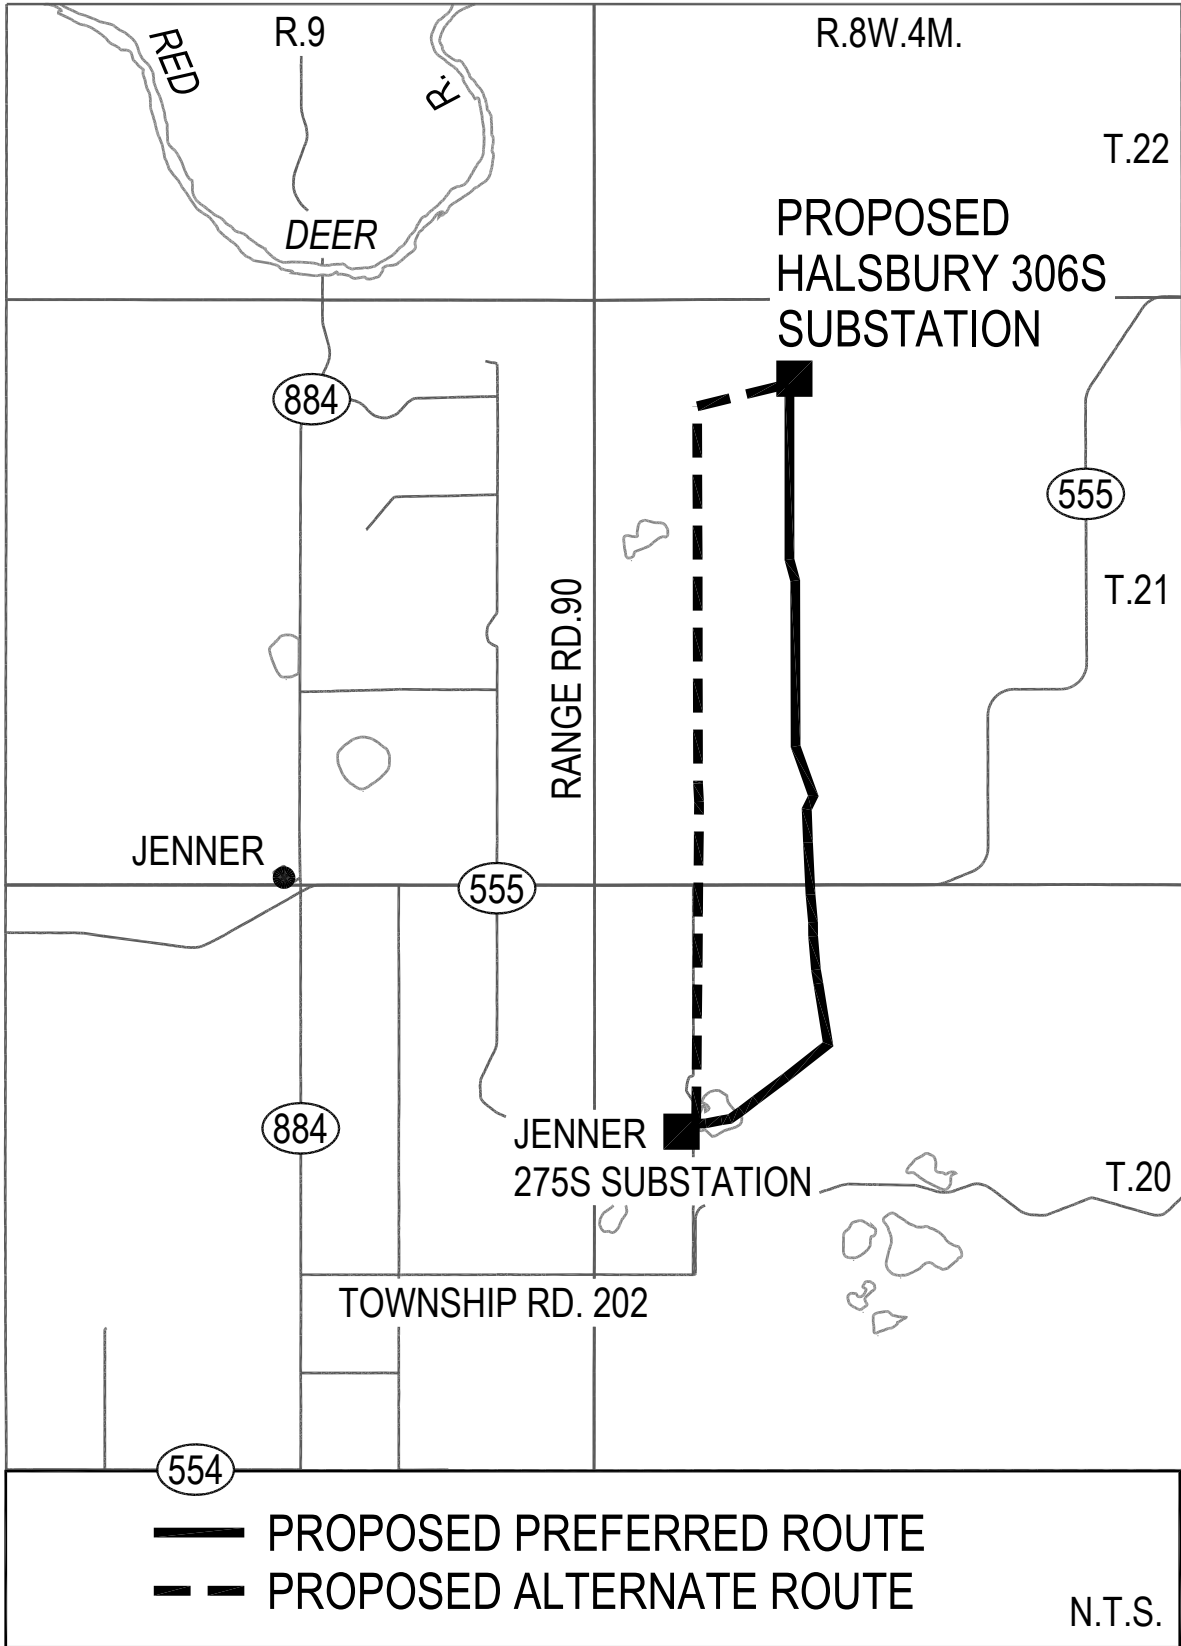 R.9
R.8W.4M.
RED
R.
T.22
DEER
PROPOSED
HALSBURY 306S
SUBSTATION
884
555
T.21
RANGE RD.90
JENNER
555
884
JENNER
275S SUBSTATION
T.20
TOWNSHIP RD. 202
554
PROPOSED PREFERRED ROUTE
PROPOSED ALTERNATE ROUTE
N.T.S.